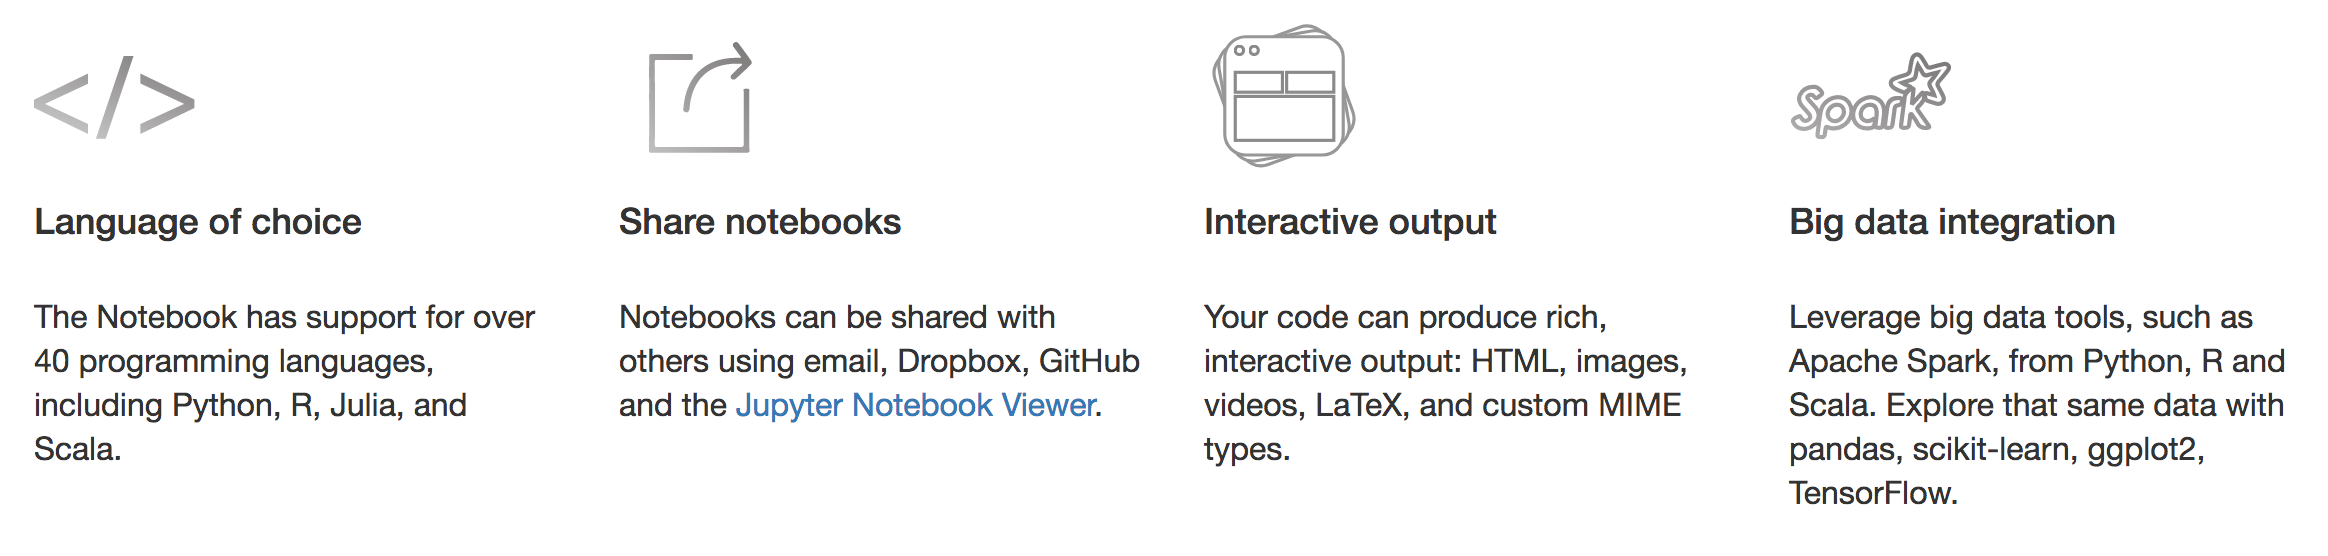 </>
Spark
Language of choice
The Notebook has support for over
40 programming languages,
including Python, R, Julia, and
Scala.
Share notebooks
Notebooks can be shared with
others using email, Dropbox, GitHub
and the Jupyter Notebook Viewer.
Interactive output
Your code can produce rich,
interactive output: HTML, images,
videos, LaTeX, and custom MIME
types.
Big data integration
Leverage big data tools, such as
Apache Spark, from Python, R and
Scala. Explore that same data with
pandas, scikit-learn, ggplot2,
TensorFlow.